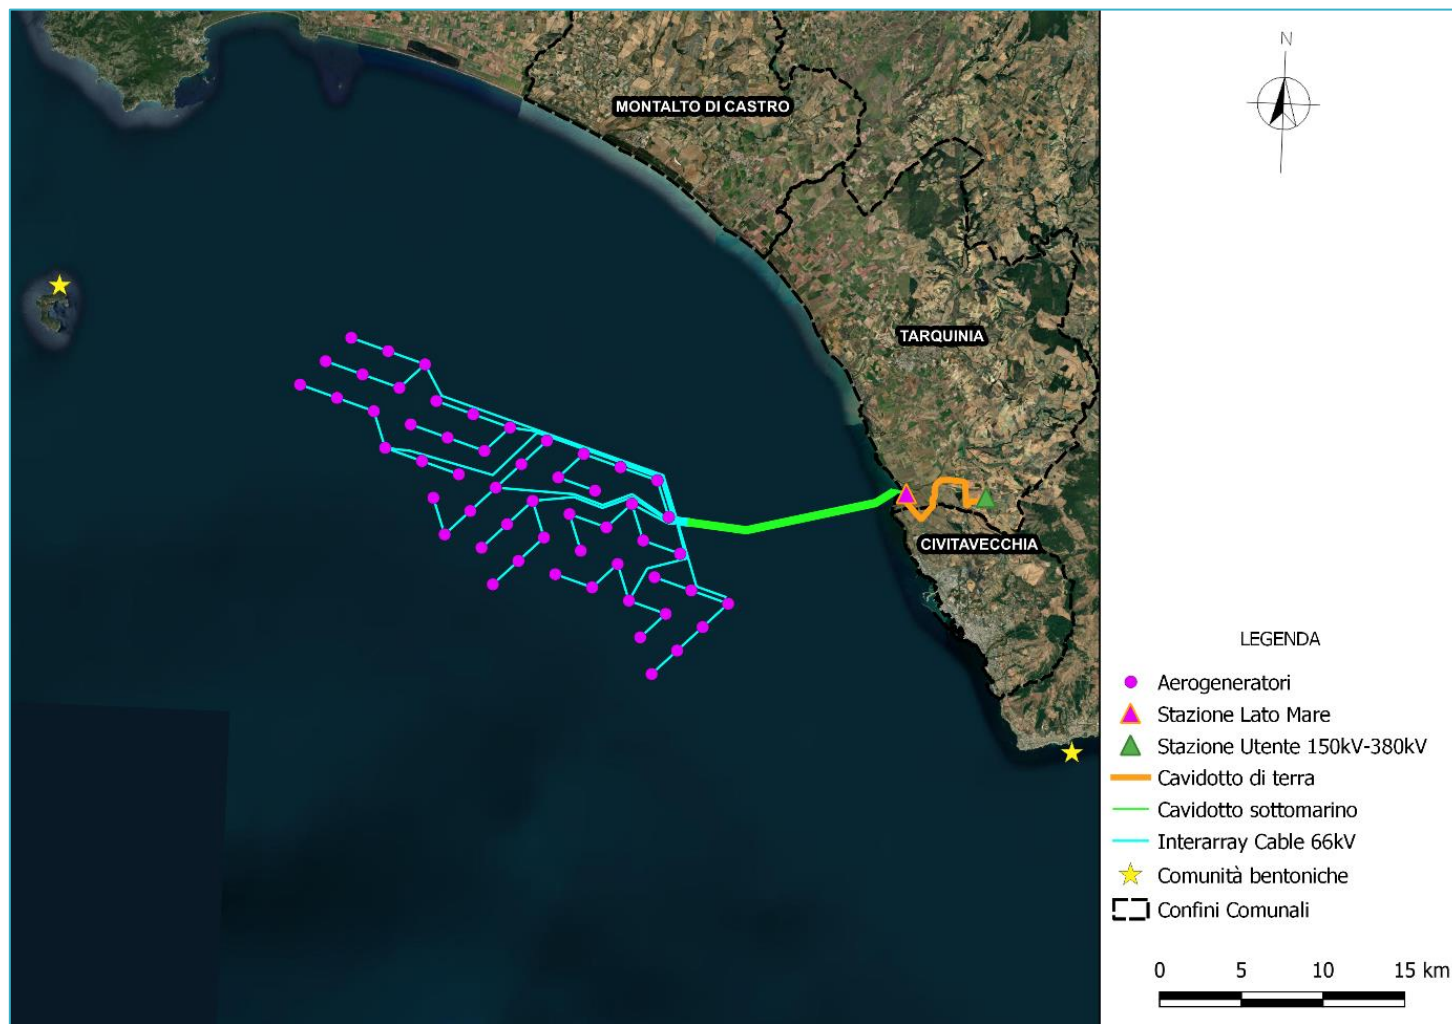 N
MONTALTO DI CASTRO
TARQUINIA
CIVITAVECCHIA
LEGENDA
Aerogeneratori
Stazione Lato Mare
Stazione Utente 150kV-380kV
Cavidotto di terra
Cavidotto sottomarino
Interarray Cable 66kV
Comunità bentoniche
Confini Comunali
0 5 10 15 km